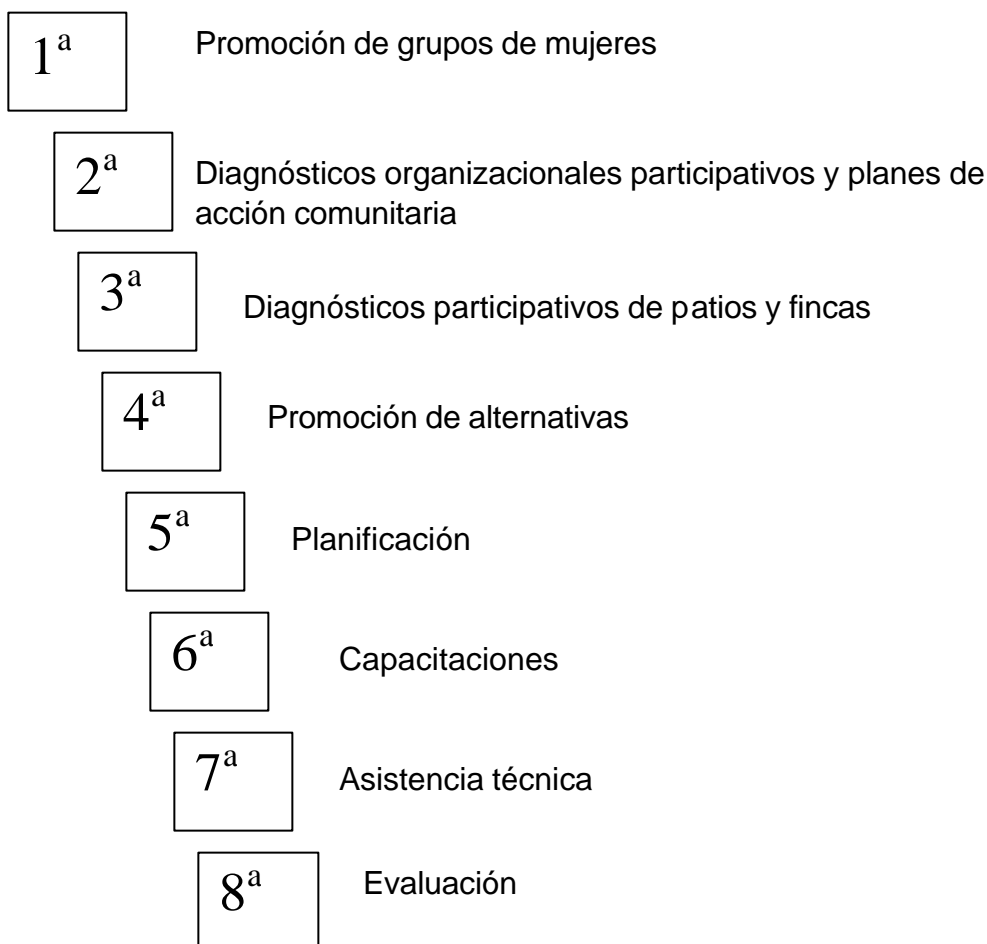 1ª Promoción de grupos de mujeres
2ª Diagnósticos organizacionales participativos y planes de
acción comunitaria
3ª Diagnósticos participativos de patios y fincas
4ª Promoción de alternativas
5ª Planificación
6ª Capacitaciones
7ª Asistencia técnica
8ª Evaluación